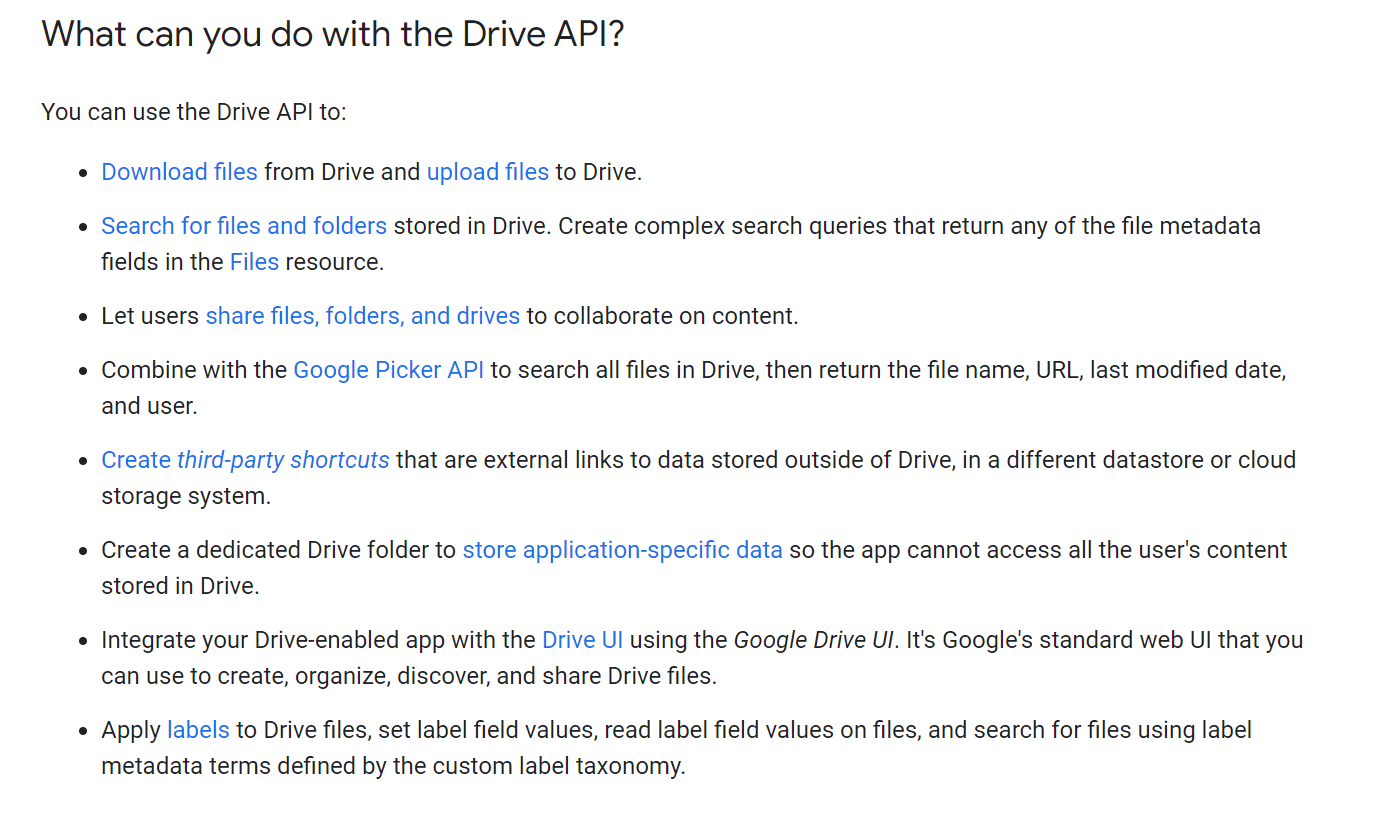 What can you do with the Drive API?
You can use the Drive API to:
• Download files from Drive and upload files to Drive.
• Search for files and folders stored in Drive. Create complex search queries that return any of the file metadata
fields in the Files resource.
• Let users share files, folders, and drives to collaborate on content.
• Combine with the Google Picker API to search all files in Drive, then return the file name, URL, last modified date,
and user.
• Create third-party shortcuts that are external links to data stored outside of Drive, in a different datastore or cloud
storage system.
• Create a dedicated Drive folder to store application-specific data so the app cannot access all the user's content
stored in Drive.
• Integrate your Drive-enabled app with the Drive UI using the Google Drive UI. It's Google's standard web UI that you
can use to create, organize, discover, and share Drive files.
• Apply labels to Drive files, set label field values, read label field values on files, and search for files using label
metadata terms defined by the custom label taxonomy.